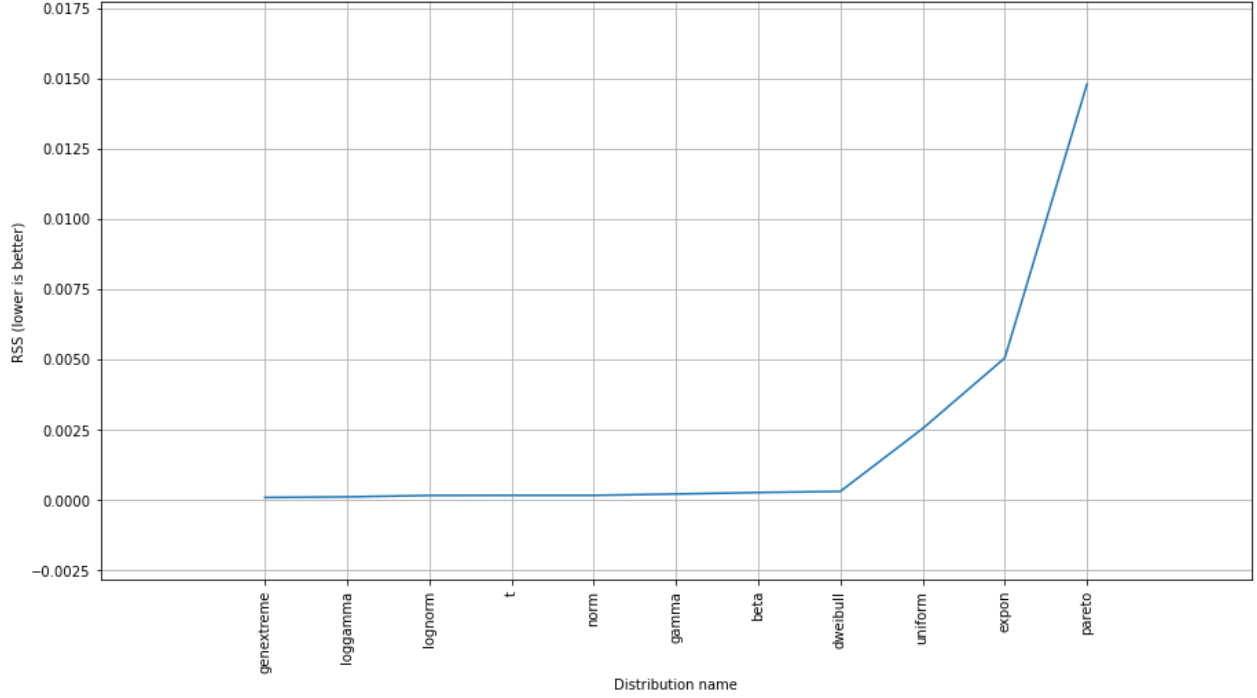 0.0175
0.0150
0.0125
0.0100
0.0075
0.0050
0.0025
0.0000
−0.0025
RSS (lower is better)
genextreme
loggamma
lognorm
t
norm
gamma
beta
dweibull
uniform
expon
pareto
Distribution name